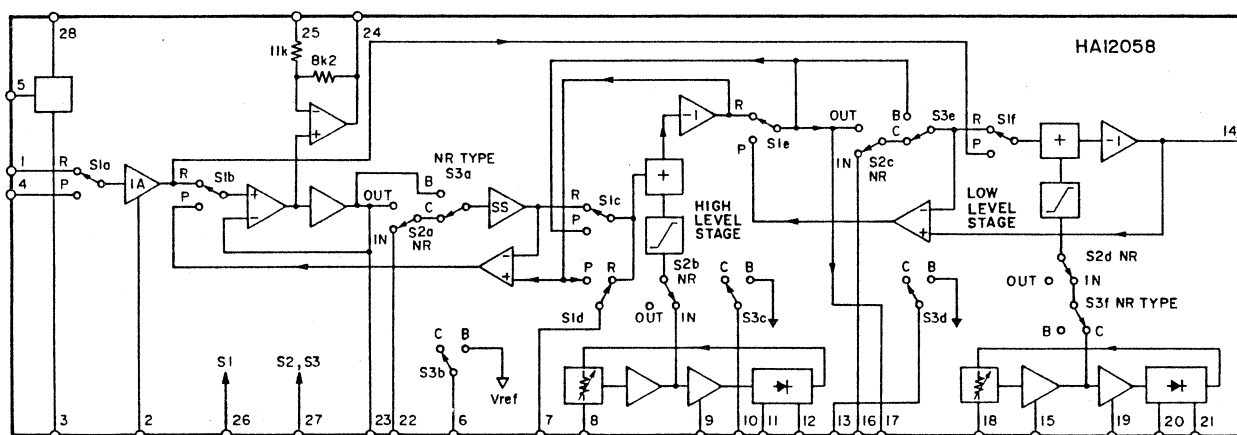 28
25
24
HA12058
11k
8k2
5
-
+
-1
R
S1e
OUT
B
S3e
C
R
S1f
P
+
-1
14
1
R
S1a
4
P
1A
R
S1b
P
+
-
NR TYPE
S3a
B
OUT
C
IN
S2a
NR
SS
R
S1c
P
+
HIGH
LEVEL
STAGE
P
IN
S2c
NR
-
+
LOW
LEVEL
STAGE
-
+
P
R
S1d
S2b
NR
OUT
IN
C
B
S3c
C
B
S3d
S2d NR
OUT
IN
S3f NR TYPE
B
C
S1
S2, S3
C
B
S3b
Vref
3
2
26
27
23
22
6
7
8
9
10
11
12
13
16
17
18
15
19
20
21